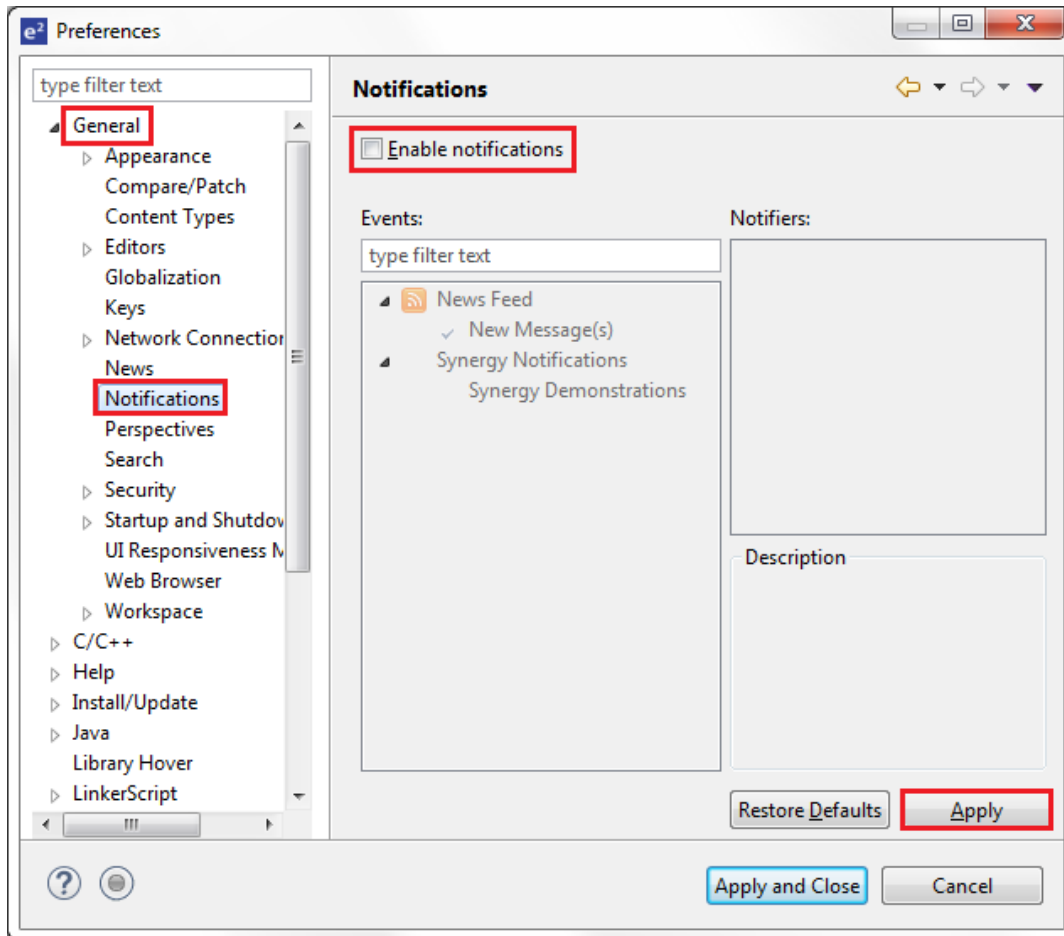 e² Preferences
type filter text
General
Appearance
Compare/Patch
Content Types
Editors
Globalization
Keys
Network Connection
News
Notifications
Perspectives
Search
Security
Startup and Shutdov
UI Responsiveness M
Web Browser
Workspace
C/C++
Help
Install/Update
Java
Library Hover
LinkerScript
Notifications
Enable notifications
Events:
type filter text
News Feed
New Message(s)
Synergy Notifications
Synergy Demonstrations
Notifiers:
Description
Restore Defaults
Apply
?
Apply and Close
Cancel